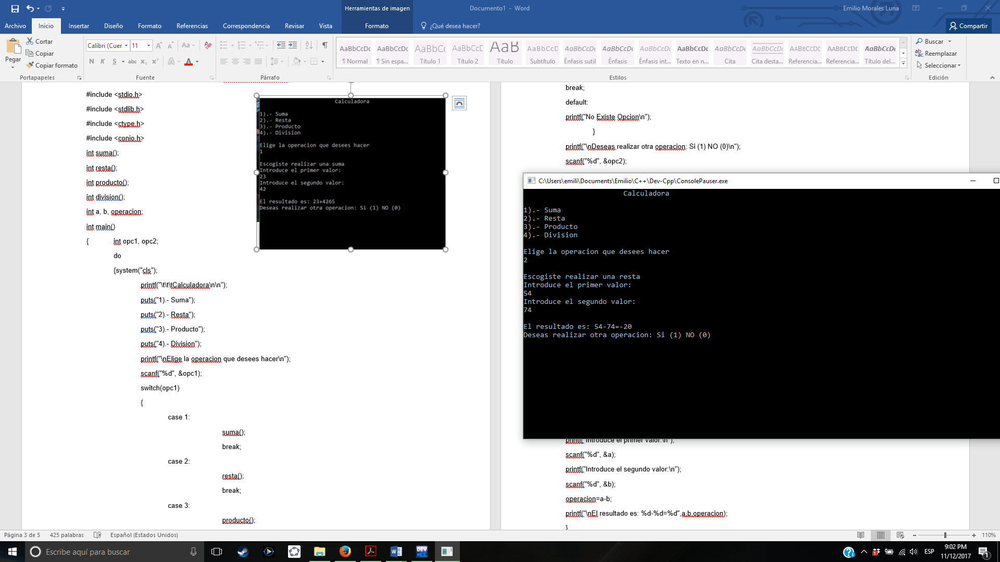 Herramientas de imagen
Documento1 - Word
Emilio Morales Luna
Archivo Inicio Insertar Diseño Formato Referencias Correspondencia Revisar Vista Formato ¿Qué desea hacer? Compartir
Pegar
Cortar
Copiar
Copiar formato
Portapapeles
Calibri (Cuer 11
Aa
N K S abc x₂ x²
Fuente
Párrafo
AaBbCcDc AaBbCcDc AaBbCc AaBbCcD AaB AaBbCcD AaBbCcDc AaBbCcDc AaBbCcDc AaBbCcDc AaBbCcDc AaBbCcDc AABBCCDE AABBCCDE AaBbCcDc
¶ Normal ¶ Sin espa... Título 1 Título 2 Título Subtítulo Énfasis sutil Énfasis Énfasis int... Texto en n... Cita Cita desta... Referencia... Referencia... Título del...
Estilos
Buscar
Reemplazar
Seleccionar
Edición
#include <stdio.h>
#include <stdlib.h>
#include <ctype.h>
#include <conio.h>
int suma();
int resta();
int producto();
int division();
int a, b, operacion;
int main()
{ int opc1, opc2;
do
{system("cls");
printf("\t\t\tCalculadora\n\n");
puts("1).- Suma");
puts("2).- Resta");
puts("3).- Producto");
puts("4).- Division");
printf("\nElige la operacion que desees hacer\n");
scanf("%d", &opc1);
switch(opc1)
{
case 1:
suma();
break;
case 2:
resta();
break;
case 3:
producto();
Calculadora
1).- Suma
2).- Resta
3).- Producto
4).- Division
Elige la operacion que desees hacer
1
Escogiste realizar una suma
Introduce el primer valor:
23
Introduce el segundo valor:
42
El resultado es: 23+4265
Deseas realizar otra operacion: Si (1) NO (0)
break;
default:
printf("No Existe Opcion\n");
}
printf("\nDeseas realizar otra operacion: Si (1) NO (0)\n");
scanf("%d", &opc2);
C:\Users\emili\Documents\Emilio\C++\Dev-Cpp\ConsolePauser.exe
Calculadora
1).- Suma
2).- Resta
3).- Producto
4).- Division
Elige la operacion que desees hacer
2
Escogiste realizar una resta
Introduce el primer valor:
54
Introduce el segundo valor:
74
El resultado es: 54-74=-20
Deseas realizar otra operacion: Si (1) NO (0)
printf("Introduce el primer valor:\n");
scanf("%d", &a);
printf("Introduce el segundo valor:\n");
scanf("%d", &b);
operacion=a-b;
printf("\nEl resultado es: %d-%d=%d",a,b,operacion);
}
Página 3 de 5 425 palabras Español (Estados Unidos)
110%
Escribe aquí para buscar
DEV
ESP
9:02 PM
11/12/2017
1